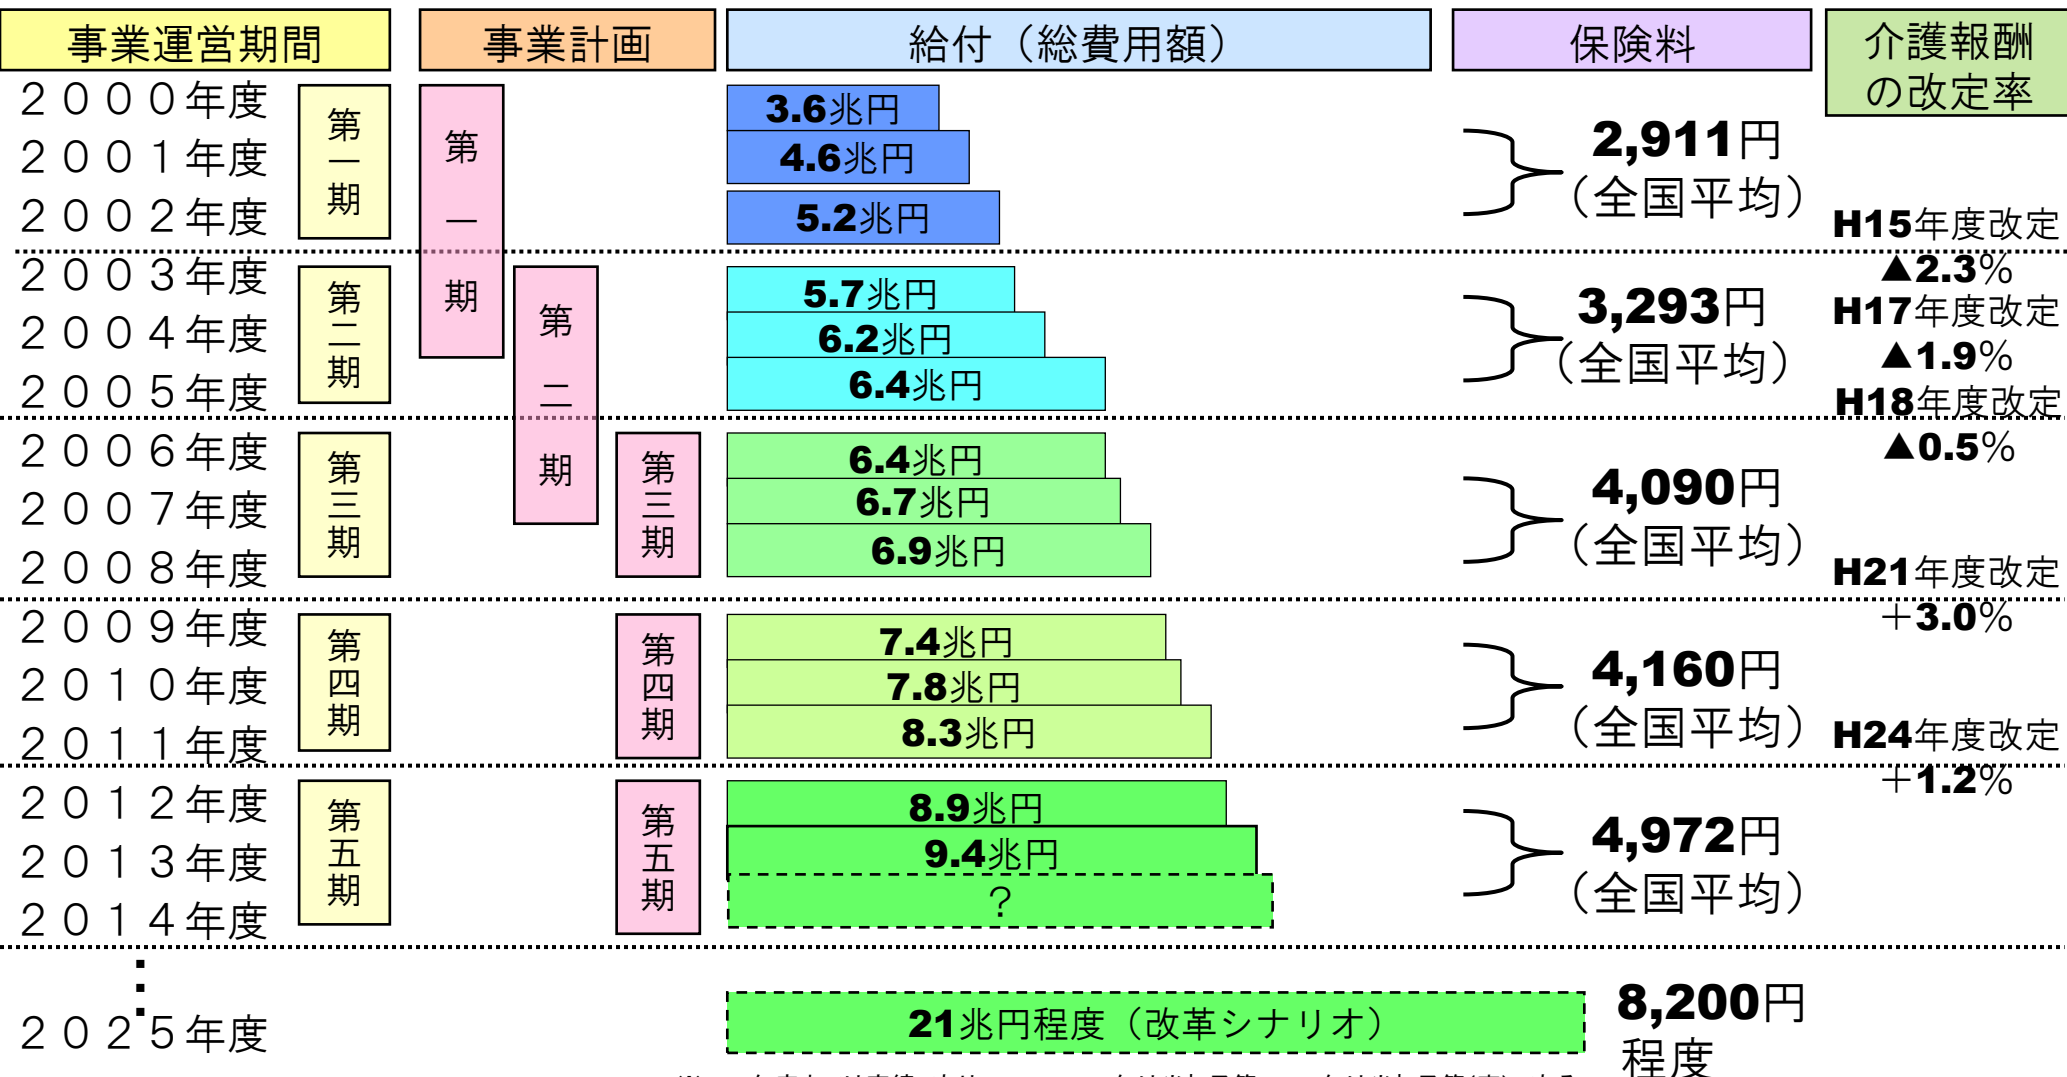 事業運営期間
事業計画
給付（総費用額）
保険料
介護報酬
の改定率
２０００年度
２００１年度
２００２年度
第一期
第一期
3.6兆円
4.6兆円
5.2兆円
2,911円
（全国平均）
H15年度改定
▲2.3％
２００３年度
２００４年度
２００５年度
第二期
第二期
5.7兆円
6.2兆円
6.4兆円
3,293円
（全国平均）
H17年度改定
▲1.9％
H18年度改定
▲0.5％
２００６年度
２００７年度
２００８年度
第三期
第三期
6.4兆円
6.7兆円
6.9兆円
4,090円
（全国平均）
H21年度改定
＋3.0％
２００９年度
２０１０年度
２０１１年度
第四期
第四期
7.4兆円
7.8兆円
8.3兆円
4,160円
（全国平均）
H24年度改定
＋1.2％
２０１２年度
２０１３年度
２０１４年度
第五期
第五期
8.9兆円
9.4兆円
？
4,972円
（全国平均）
２０２５年度
21兆円程度（改革シナリオ）
8,200円
程度